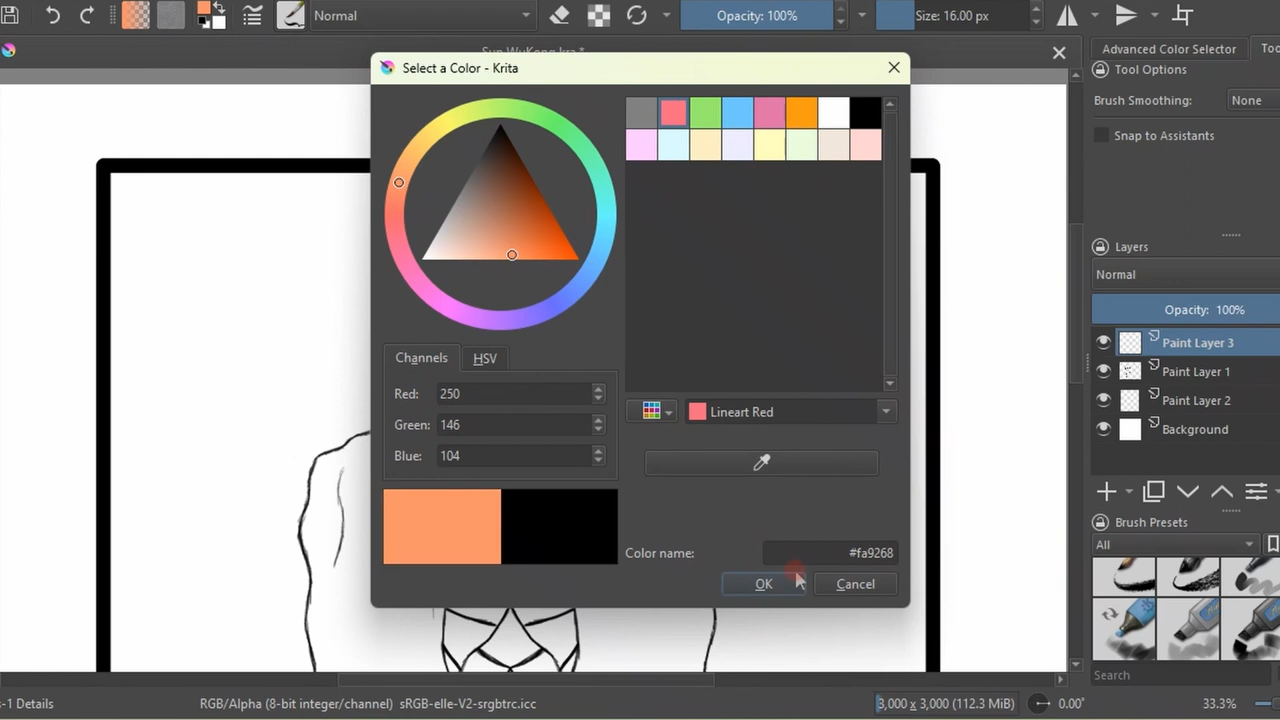 Normal
Opacity: 100%
Size: 16.00 px
Sun WuKong.kra *
Advanced Color Selector
Too
Select a Color - Krita
Tool Options
Brush Smoothing:
None
Snap to Assistants
Layers
Normal
Opacity: 100%
Paint Layer 3
Paint Layer 1
Paint Layer 2
Background
Channels
HSV
Red:
250
Green:
146
Blue:
104
Lineart Red
Color name:
#fa9268
OK
Cancel
Brush Presets
All
Search
s-1 Details
RGB/Alpha (8-bit integer/channel) sRGB-elle-V2-srgbtrc.icc
3,000 x 3,000 (112.3 MiB)
0.00°
33.3%